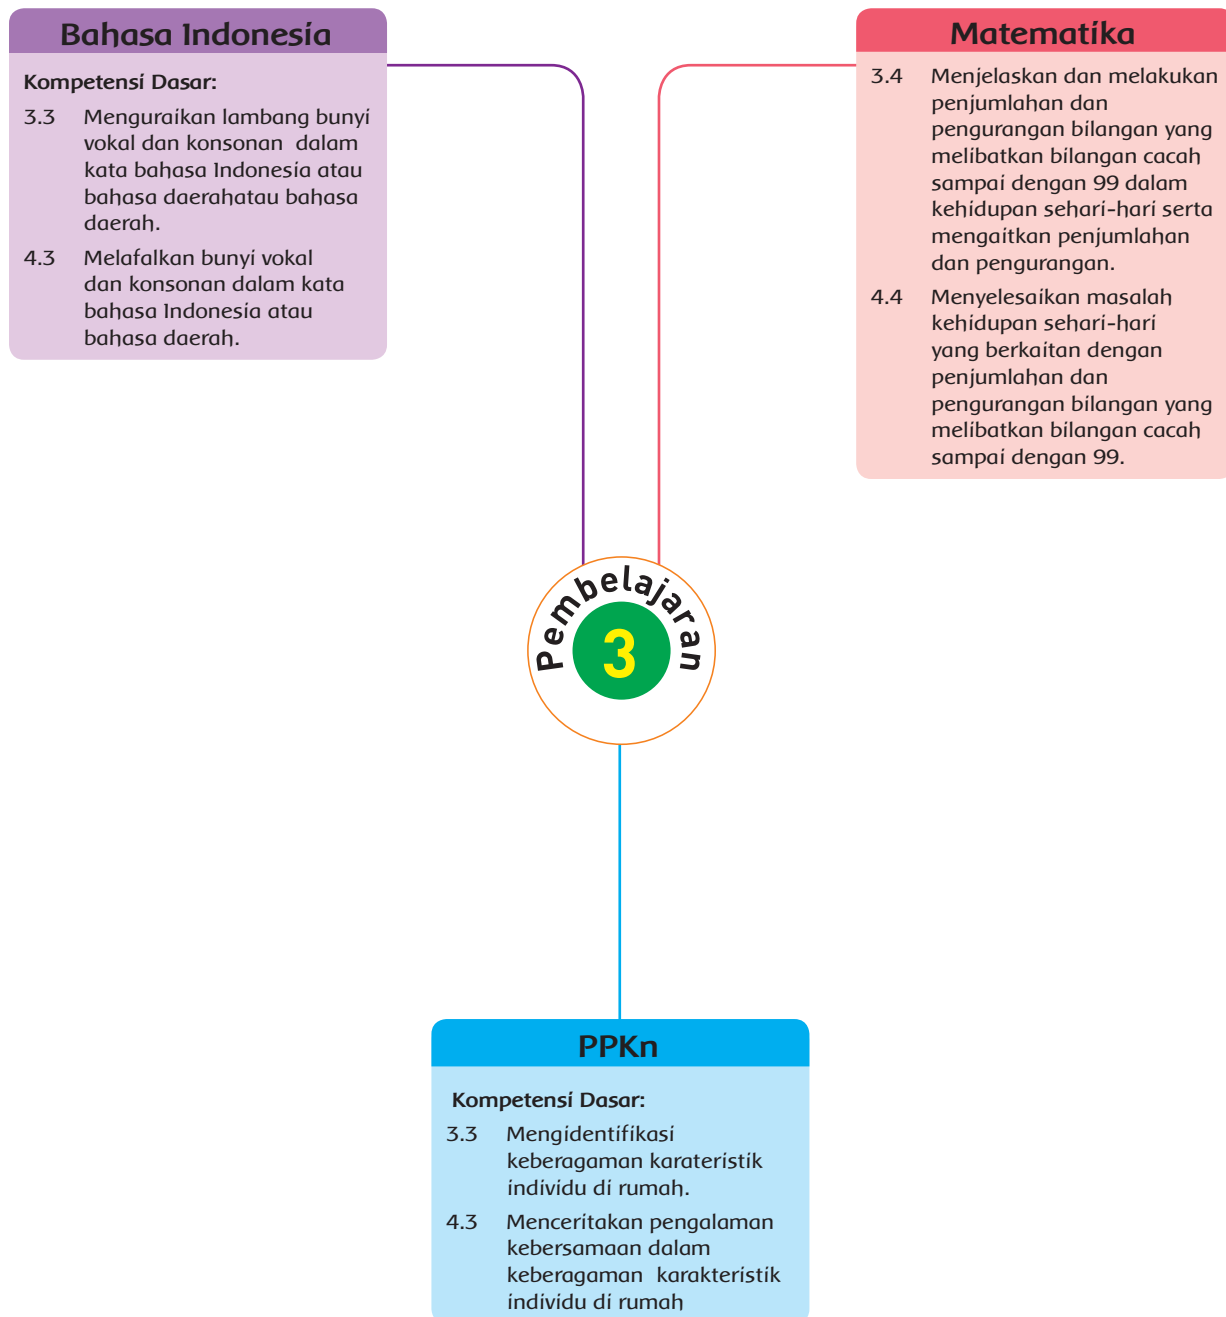 Bahasa Indonesia
Kompetensi Dasar:
3.3 Menguraikan lambang bunyi
vokal dan konsonan dalam
kata bahasa Indonesia atau
bahasa daerahatau bahasa
daerah.
4.3 Melafalkan bunyi vokal
dan konsonan dalam kata
bahasa Indonesia atau
bahasa daerah.
Matematika
3.4 Menjelaskan dan melakukan
penjumlahan dan
pengurangan bilangan yang
melibatkan bilangan cacah
sampai dengan 99 dalam
kehidupan sehari-hari serta
mengaitkan penjumlahan
dan pengurangan.
4.4 Menyelesaikan masalah
kehidupan sehari-hari
yang berkaitan dengan
penjumlahan dan
pengurangan bilangan yang
melibatkan bilangan cacah
sampai dengan 99.
Pembelajaran
3
PPKn
Kompetensi Dasar:
3.3 Mengidentifikasi
keberagaman karateristik
individu di rumah.
4.3 Menceritakan pengalaman
kebersamaan dalam
keberagaman karakteristik
individu di rumah